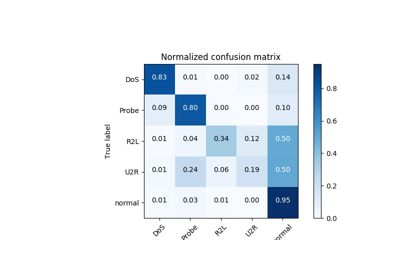 Normalized confusion matrix
DoS 0.83 0.01 0.00 0.02 0.14
Probe 0.09 0.80 0.00 0.00 0.10
R2L 0.01 0.04 0.34 0.12 0.50
U2R 0.01 0.24 0.06 0.19 0.50
normal 0.01 0.03 0.01 0.00 0.95
True label
DoS
Probe
R2L
U2R
0.8
0.6
0.4
0.2
0.0